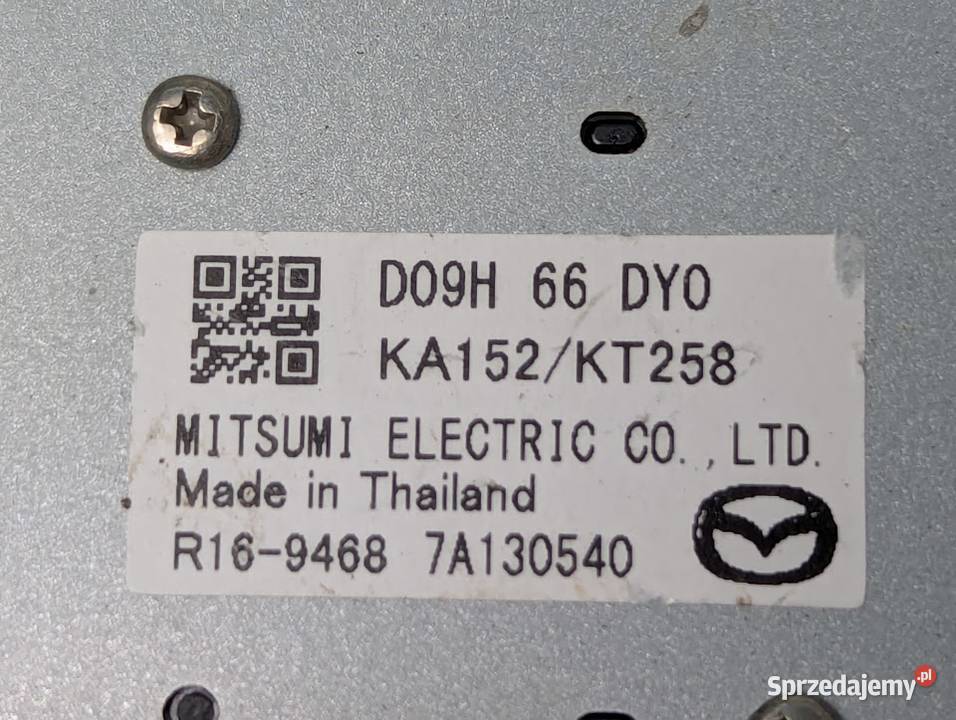 D09H 66 DY0
KA152/KT258
MITSUMI ELECTRIC CO.,LTD.
Made in Thailand
R16-9468 7A130540
Sprzedajemy.pl